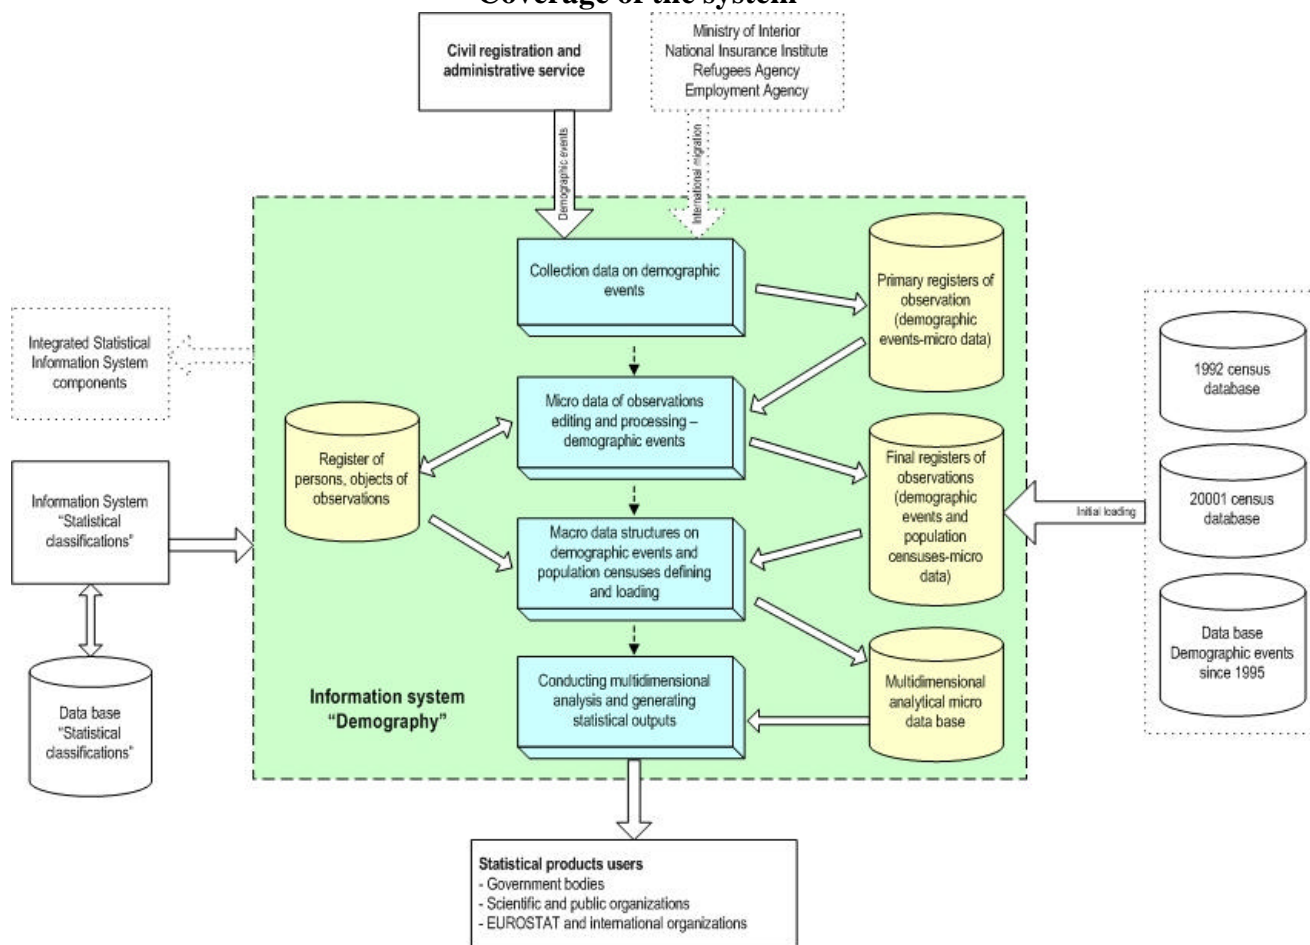 Coverage of the system
Civil registration and
administrative service
Ministry of Interior
National Insurance Institute
Refugees Agency
Employment Agency
Demographic events
International migration
Collection data on demographic
events
Primary registers of
observation
(demographic
events-micro data)
Integrated Statistical
Information System
components
1992 census
database
Micro data of observations
editing and processing –
demographic events
Register of
persons, objects of
observations
Final registers of
observations
(demographic
events and
population
censuses-micro
data)
Information System
"Statistical
classifications"
20001 census
database
Initial loading
Macro data structures on
demographic events and
population censuses defining
and loading
Data base
Demographic events
since 1995
Information system
"Demography"
Conducting multidimensional
analysis and generating
statistical outputs
Multidimensional
analytical micro
data base
Data base
"Statistical
classifications"
Statistical products users
- Government bodies
- Scientific and public organizations
- EUROSTAT and international organizations